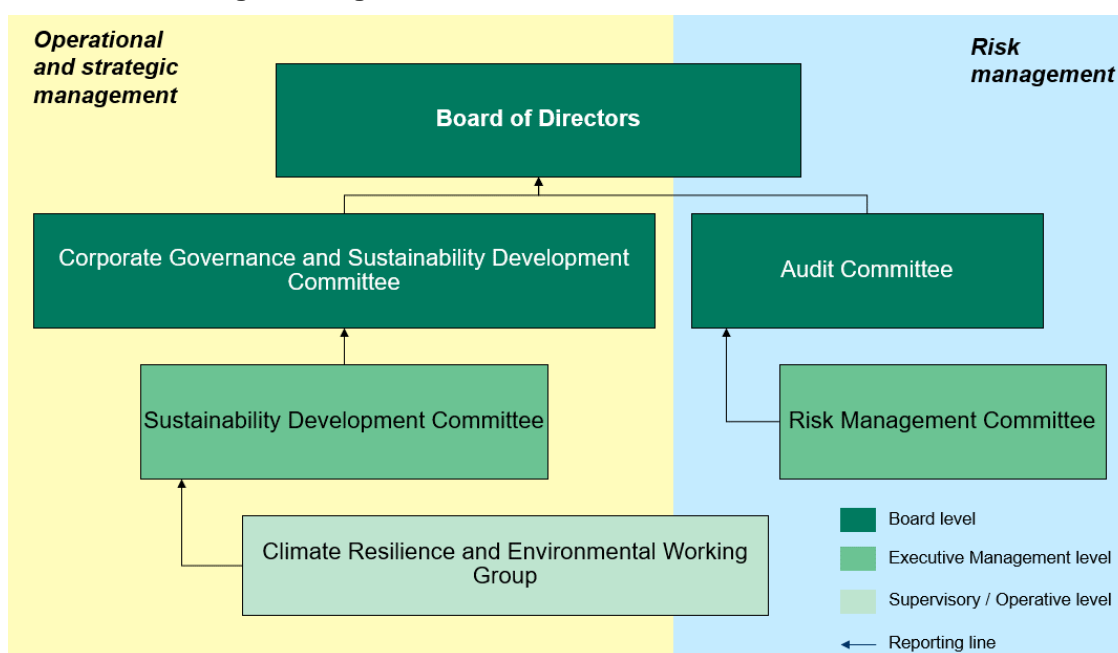 Operational
and strategic
management
Risk
management
Board of Directors
Corporate Governance and Sustainability Development
Committee
Audit Committee
Sustainability Development Committee
Risk Management Committee
Climate Resilience and Environmental Working
Group
Board level
Executive Management level
Supervisory / Operative level
Reporting line